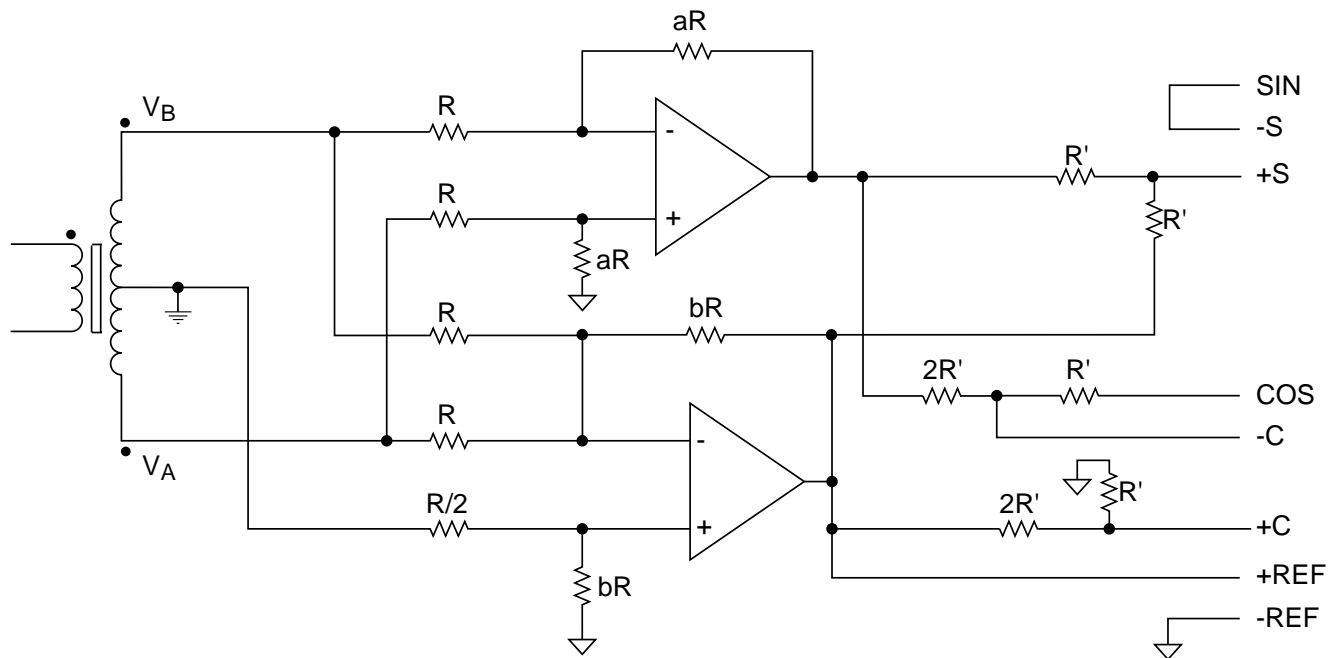 aR
SIN
V_B
R
-
-S
R'
+S
R
+
R'
aR
R
bR
2R'
R'
COS
R
-
-C
V_A
R/2
2R'
R'
+
+C
bR
+REF
-REF